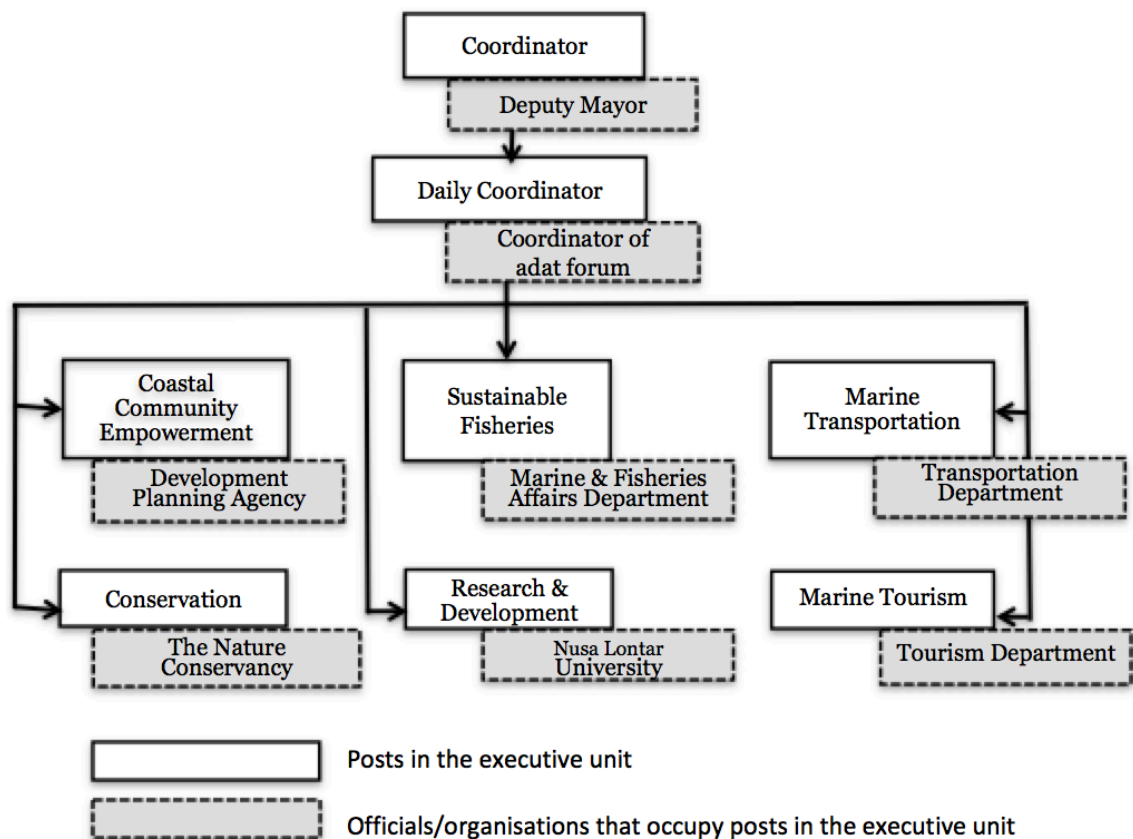 Coordinator
Deputy Mayor
Daily Coordinator
Coordinator of
adat forum
Coastal
Community
Empowerment
Development
Planning Agency
Sustainable
Fisheries
Marine & Fisheries
Affairs Department
Marine
Transportation
Transportation
Department
Conservation
The Nature
Conservancy
Research &
Development
Nusa Lontar
University
Marine Tourism
Tourism Department
Posts in the executive unit
Officials/organisations that occupy posts in the executive unit